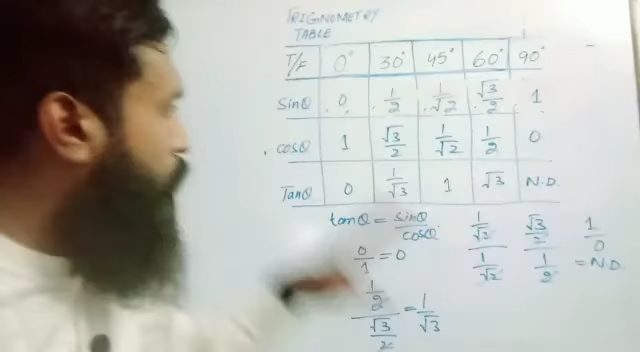 TRIGNOMETRY
TABLE
T/F 0° 30° 45° 60° 90°
Sinθ 0 1/2 1/√2 √3/2 1
cosθ 1 √3/2 1/√2 1/2 0
Tanθ 0 1/√3 1 √3 N.D.
tanθ = sinθ/cosθ
0/1 = 0
1/2 / √3/2 = 1/√3
1/√2 / 1/√2
√3/2 / 1/2
1/0 = N.D.